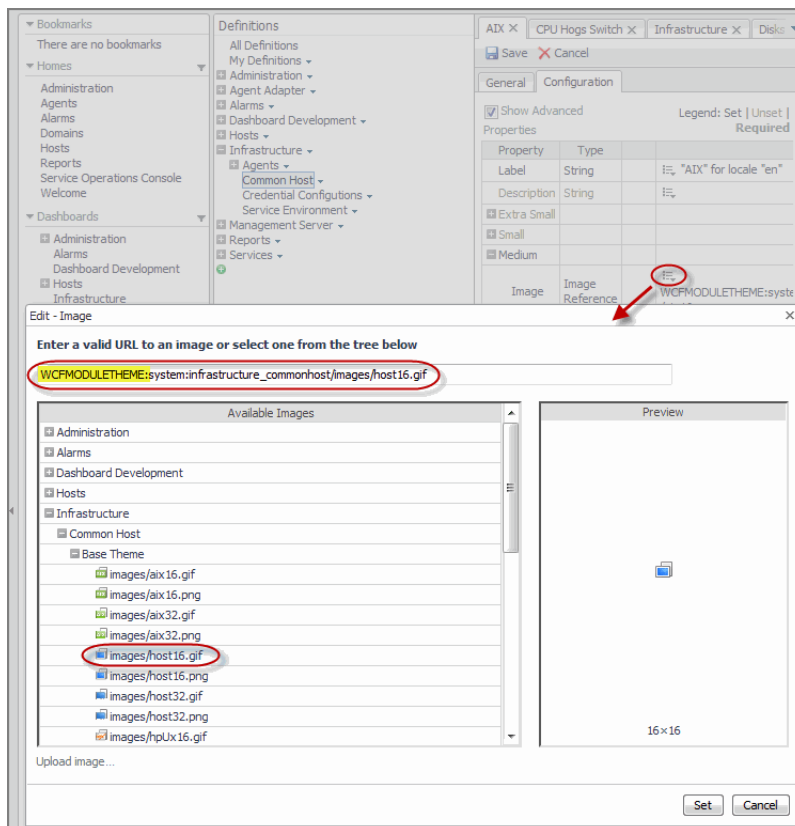 Bookmarks
There are no bookmarks
Homes
Administration
Agents
Alarms
Domains
Hosts
Reports
Service Operations Console
Welcome
Dashboards
Administration
Alarms
Dashboard Development
Hosts
Infrastructure
Definitions
All Definitions
My Definitions
Administration
Agent Adapter
Alarms
Dashboard Development
Hosts
Infrastructure
Agents
Common Host
Credential Configutions
Service Environment
Management Server
Reports
Services
AIX CPU Hogs Switch Infrastructure Disks
Save Cancel
General Configuration
Show Advanced Properties
Legend: Set | Unset | Required
Property Type
Label String "AIX" for locale "en"
Description String
Extra Small
Small
Medium
Image Image Reference WCFMODULETHEME:syste
Edit - Image
Enter a valid URL to an image or select one from the tree below
WCFMODULETHEME:system:infrastructure_commonhost/images/host16.gif
Available Images
Administration
Alarms
Dashboard Development
Hosts
Infrastructure
Common Host
Base Theme
images/aix16.gif
images/aix16.png
images/aix32.gif
images/aix32.png
images/host16.gif
images/host16.png
images/host32.gif
images/host32.png
images/hpUx16.gif
Preview
16×16
Upload image...
Set Cancel